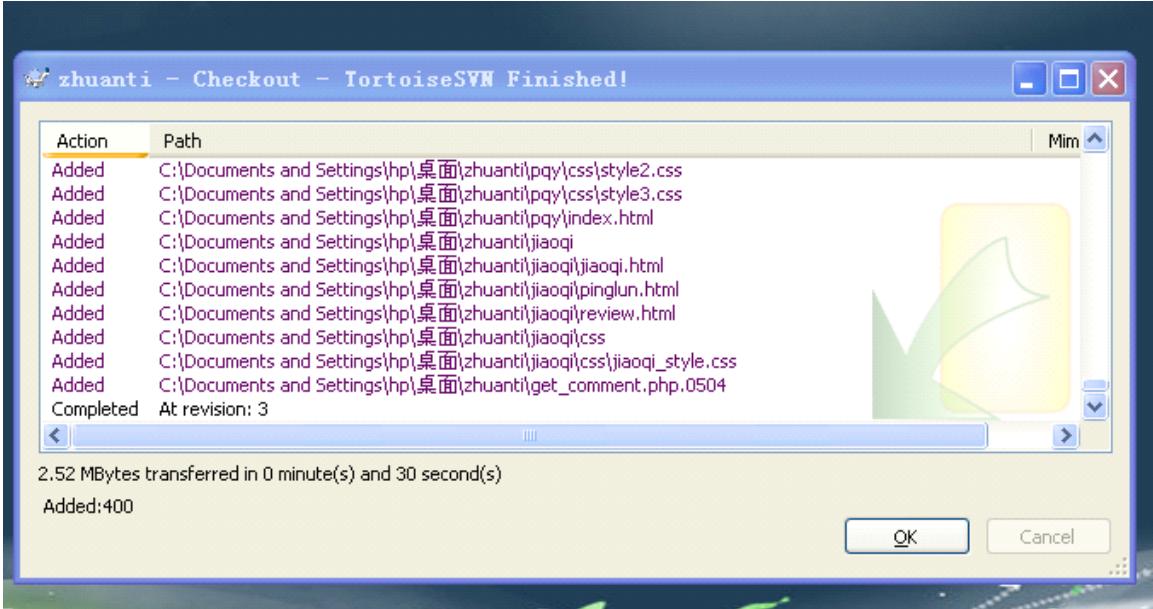 zhuanti - Checkout - TortoiseSVN Finished!
Action Path Mim
Added C:\Documents and Settings\hp\桌面\zhuanti\pqy\css\style2.css
Added C:\Documents and Settings\hp\桌面\zhuanti\pqy\css\style3.css
Added C:\Documents and Settings\hp\桌面\zhuanti\pqy\index.html
Added C:\Documents and Settings\hp\桌面\zhuanti\jiaoqi
Added C:\Documents and Settings\hp\桌面\zhuanti\jiaoqi\jiaoqi.html
Added C:\Documents and Settings\hp\桌面\zhuanti\jiaoqi\pinglun.html
Added C:\Documents and Settings\hp\桌面\zhuanti\jiaoqi\review.html
Added C:\Documents and Settings\hp\桌面\zhuanti\jiaoqi\css
Added C:\Documents and Settings\hp\桌面\zhuanti\jiaoqi\css\jiaoqi_style.css
Added C:\Documents and Settings\hp\桌面\zhuanti\get_comment.php.0504
Completed At revision: 3
2.52 MBytes transferred in 0 minute(s) and 30 second(s)
Added:400
OK Cancel